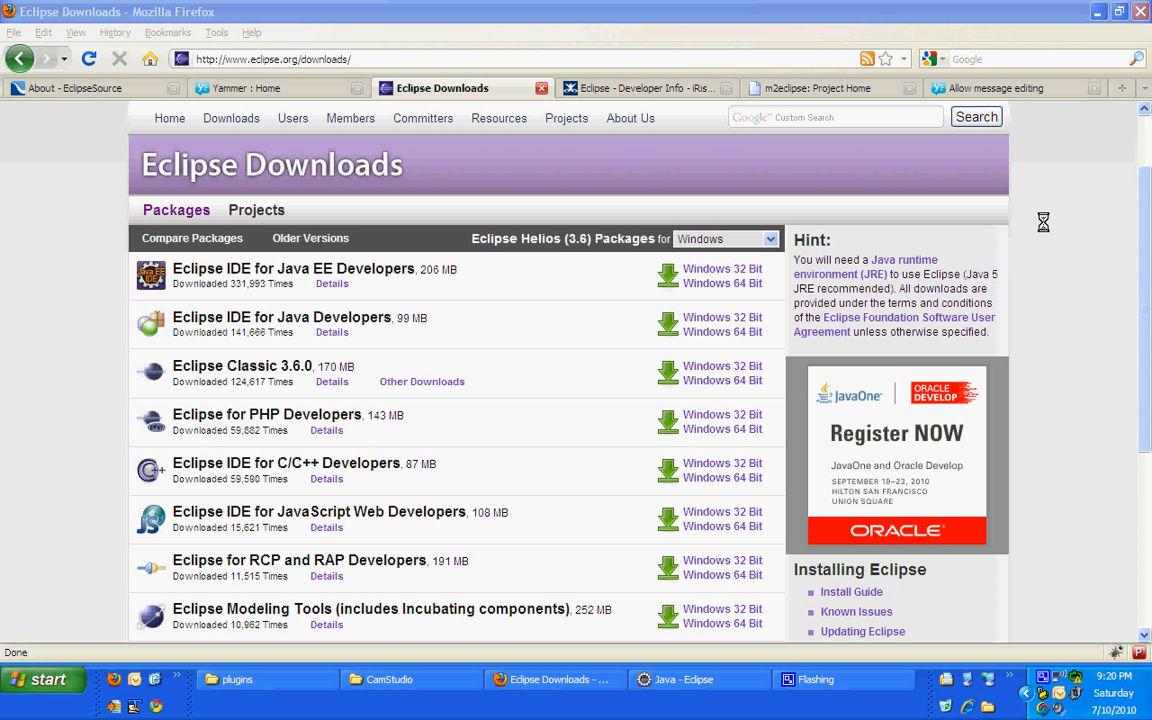 Eclipse Downloads - Mozilla Firefox
File Edit View History Bookmarks Tools Help
http://www.eclipse.org/downloads/
Google
About - EclipseSource
Yammer : Home
Eclipse Downloads
Eclipse - Developer Info - iRis...
m2eclipse: Project Home
Allow message editing
Home Downloads Users Members Committers Resources Projects About Us
Google™ Custom Search
Search
Eclipse Downloads
Packages Projects
Compare Packages Older Versions
Eclipse Helios (3.6) Packages for Windows
Eclipse IDE for Java EE Developers, 206 MB
Downloaded 331,993 Times Details
Windows 32 Bit
Windows 64 Bit
Eclipse IDE for Java Developers, 99 MB
Downloaded 141,666 Times Details
Windows 32 Bit
Windows 64 Bit
Eclipse Classic 3.6.0, 170 MB
Downloaded 124,617 Times Details Other Downloads
Windows 32 Bit
Windows 64 Bit
Eclipse for PHP Developers, 143 MB
Downloaded 59,882 Times Details
Windows 32 Bit
Windows 64 Bit
Eclipse IDE for C/C++ Developers, 87 MB
Downloaded 59,590 Times Details
Windows 32 Bit
Windows 64 Bit
Eclipse IDE for JavaScript Web Developers, 108 MB
Downloaded 15,621 Times Details
Windows 32 Bit
Windows 64 Bit
Eclipse for RCP and RAP Developers, 191 MB
Downloaded 11,515 Times Details
Windows 32 Bit
Windows 64 Bit
Eclipse Modeling Tools (includes Incubating components), 252 MB
Downloaded 10,962 Times Details
Windows 32 Bit
Windows 64 Bit
Hint:
You will need a Java runtime
environment (JRE) to use Eclipse (Java 5
JRE recommended). All downloads are
provided under the terms and conditions
of the Eclipse Foundation Software User
Agreement unless otherwise specified.
JavaOne™
ORACLE
DEVELOP
Register NOW
JavaOne and Oracle Develop
SEPTEMBER 19–23, 2010
HILTON SAN FRANCISCO
UNION SQUARE
ORACLE
Installing Eclipse
Install Guide
Known Issues
Updating Eclipse
Done
start
plugins
CamStudio
Eclipse Downloads - ...
Java - Eclipse
Flashing
9:20 PM
Saturday
7/10/2010